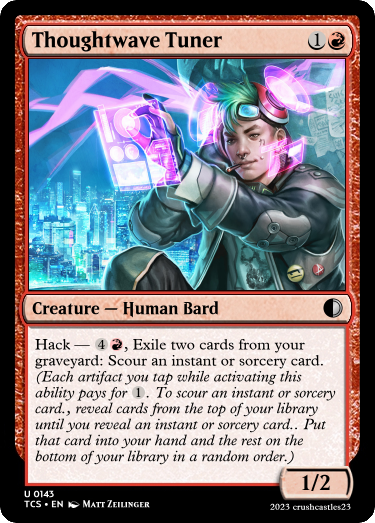 Thoughtwave Tuner 1
Creature — Human Bard
Hack — 4 , Exile two cards from your
graveyard: Scour an instant or sorcery card.
(Each artifact you tap while activating this
ability pays for 1. To scour an instant or sorcery
card., reveal cards from the top of your library
until you reveal an instant or sorcery card.. Put
that card into your hand and the rest on the
bottom of your library in a random order.)
1/2
U 0143
TCS • EN Matt Zeilinger
2023 crushcastles23